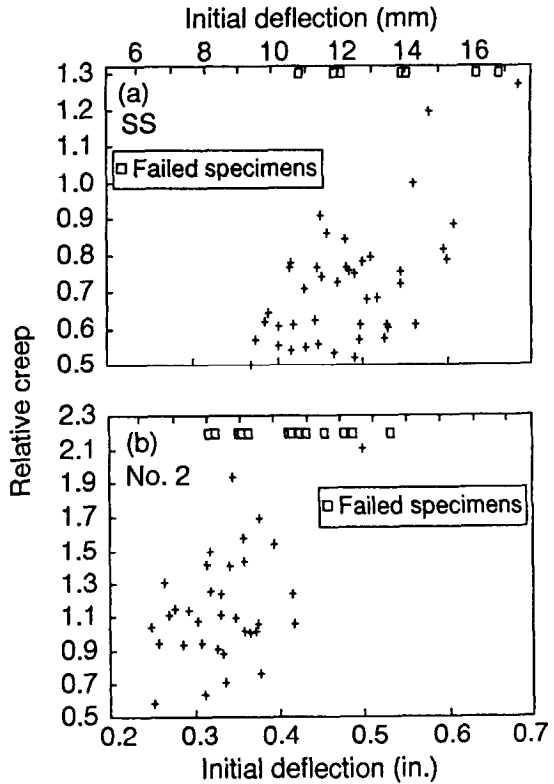 Initial deflection (mm)
6 8 10 12 14 16
1.3
(a)
SS
1.2
1.1
Failed specimens
1.0
0.9
0.8
0.7
0.6
0.5
Relative creep
2.3
(b)
No. 2
2.1
1.9
Failed specimens
1.7
1.5
1.3
1.1
0.9
0.7
0.5
0.2 0.3 0.4 0.5 0.6 0.7
Initial deflection (in.)